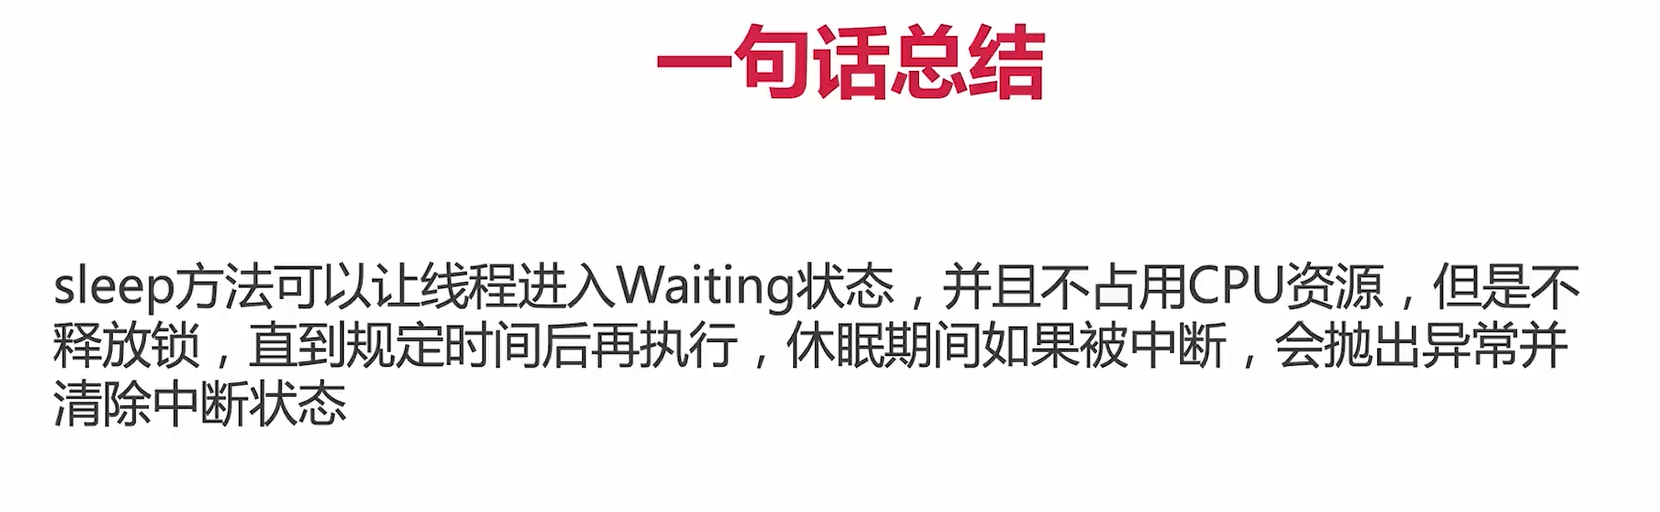 一句话总结
sleep方法可以让线程进入Waiting状态，并且不占用CPU资源，但是不
释放锁，直到规定时间后再执行，休眠期间如果被中断，会抛出异常并
清除中断状态